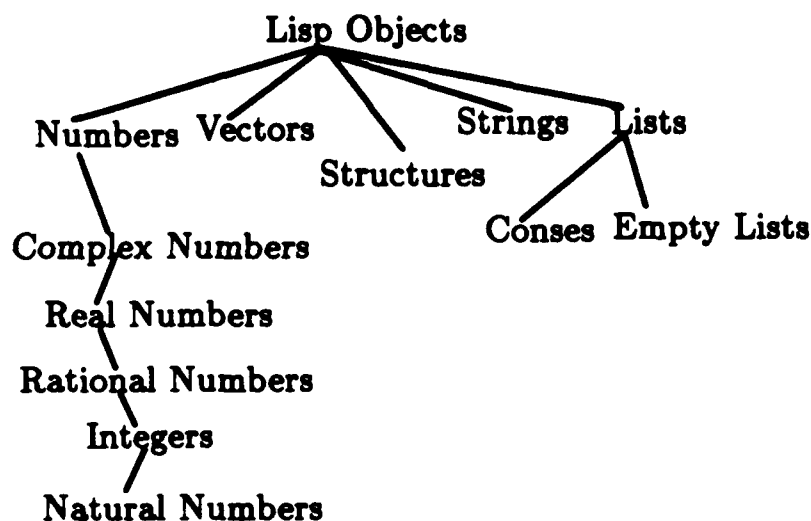 Lisp Objects
Numbers Vectors Strings Lists
Structures
Conses Empty Lists
Complex Numbers
Real Numbers
Rational Numbers
Integers
Natural Numbers